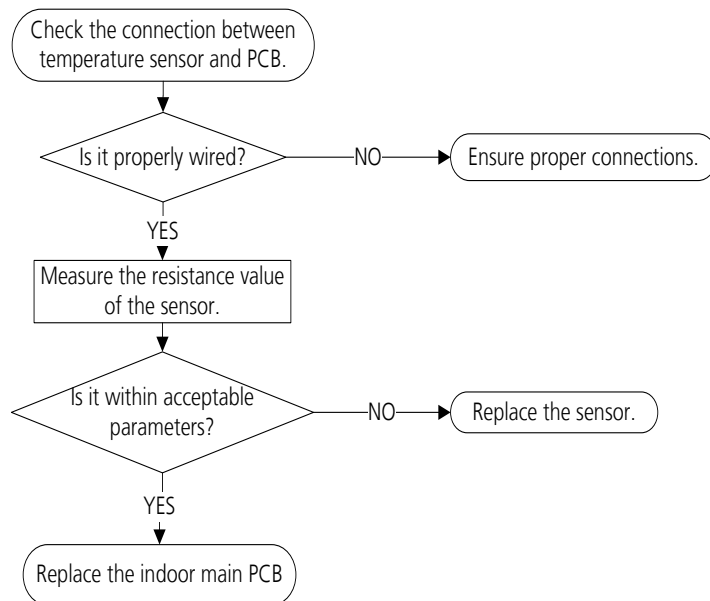 Check the connection between
temperature sensor and PCB.
Is it properly wired?
NO
Ensure proper connections.
YES
Measure the resistance value
of the sensor.
Is it within acceptable
parameters?
NO
Replace the sensor.
YES
Replace the indoor main PCB